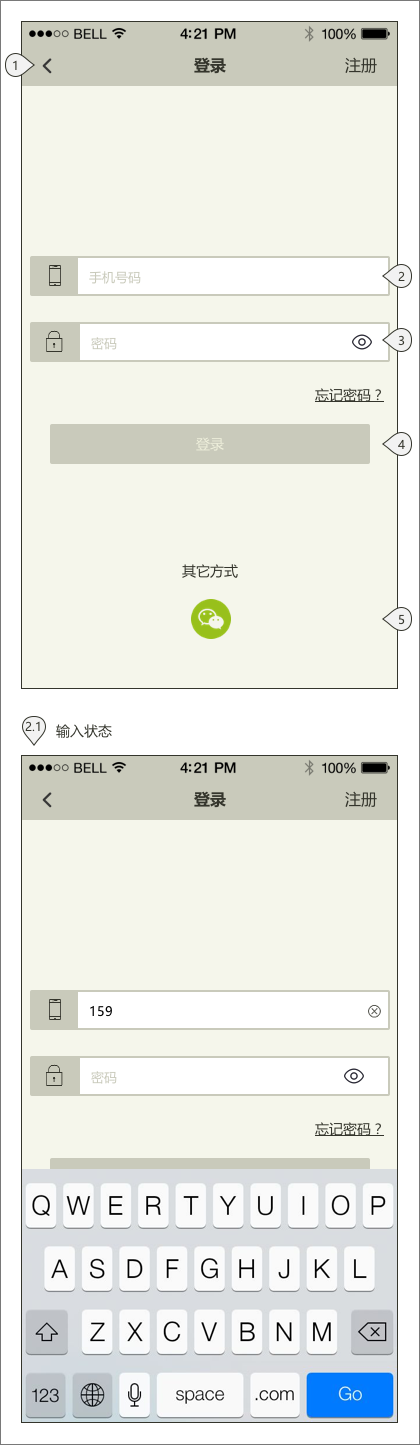 BELL 4:21 PM 100%
1 登录 注册
手机号码 2
密码 3
忘记密码？
登录 4
其它方式
5
2.1 输入状态
BELL 4:21 PM 100%
登录 注册
159
密码
忘记密码？
Q W E R T Y U I O P
A S D F G H J K L
Z X C V B N M
123 space .com Go